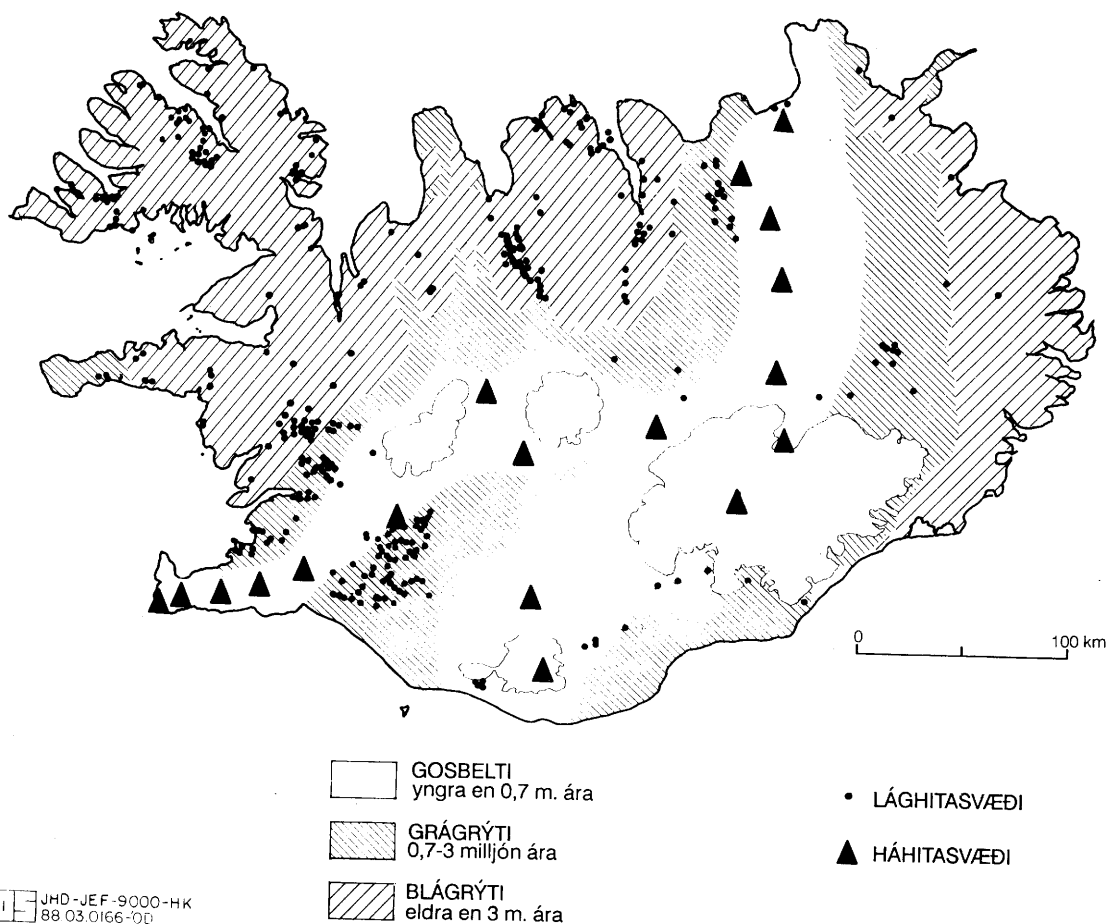 0 100 km
GOSBELTI
yngra en 0,7 m. ára
GRÁGRÝTI
0,7-3 milljón ára
BLÁGRÝTI
eldra en 3 m. ára
LÁGHITASVÆÐI
HÁHITASVÆÐI
JHD-JEF-9000-HK
88.03.0166-OD